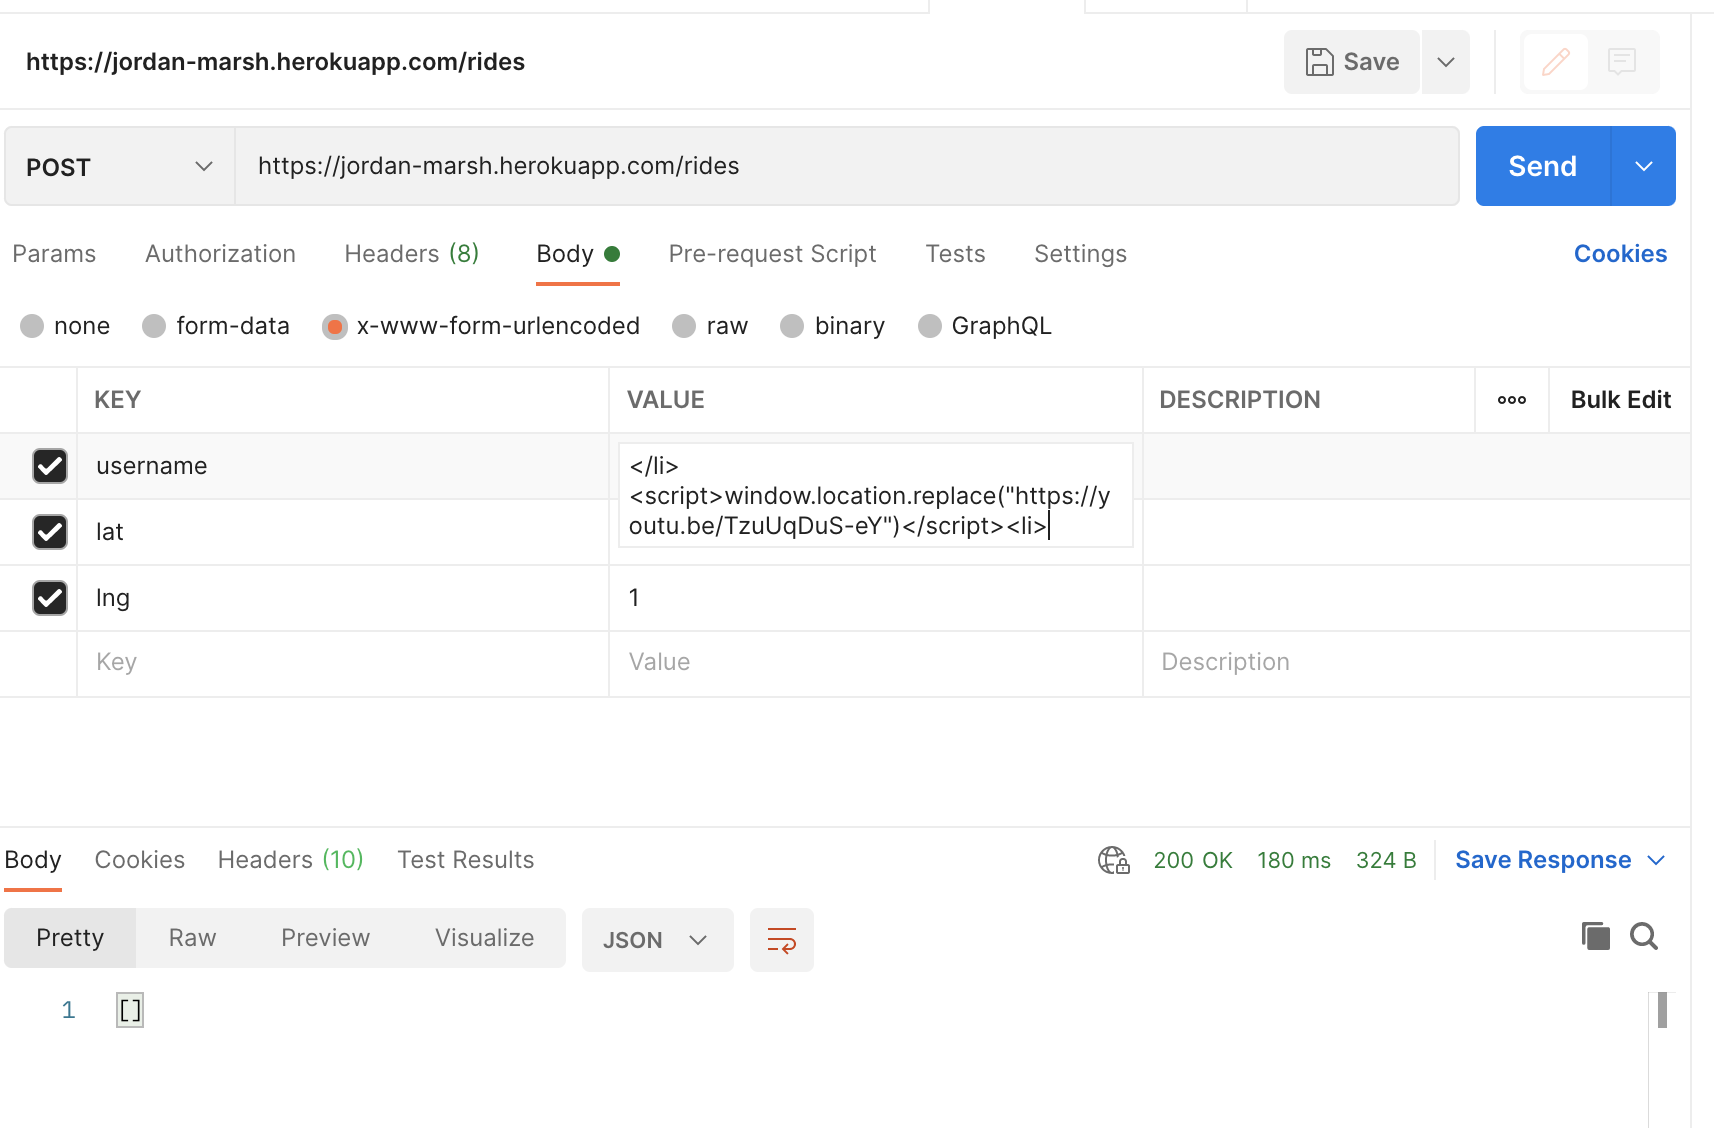 https://jordan-marsh.herokuapp.com/rides
Save
POST
https://jordan-marsh.herokuapp.com/rides
Send
Params Authorization Headers (8) Body Pre-request Script Tests Settings Cookies
none form-data x-www-form-urlencoded raw binary GraphQL
KEY VALUE DESCRIPTION ooo Bulk Edit
username
</li>
<script>window.location.replace("https://y
outu.be/TzuUqDuS-eY")</script><li>
lat
lng 1
Key Value Description
Body Cookies Headers (10) Test Results 200 OK 180 ms 324 B Save Response
Pretty Raw Preview Visualize JSON
1 []